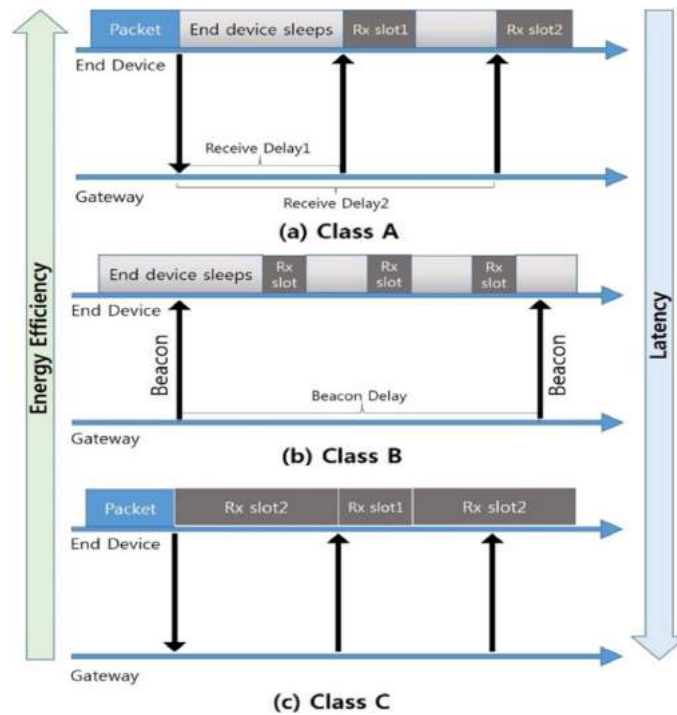 Packet
End device sleeps
Rx slot1
Rx slot2
End Device
Receive Delay1
Gateway
Receive Delay2
(a) Class A
End device sleeps
Rx
slot
Rx
slot
Rx
slot
End Device
Beacon
Beacon
Beacon Delay
Gateway
(b) Class B
Packet
Rx slot2
Rx slot1
Rx slot2
End Device
Gateway
(c) Class C
Energy Efficiency
Latency